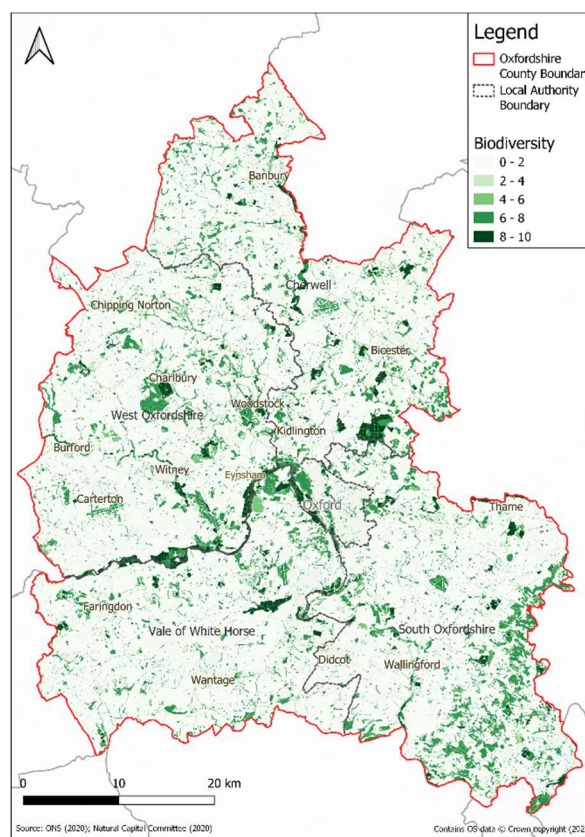 Legend
Oxfordshire
County Boundar
Local Authority
Boundary
Biodiversity
0 - 2
2 - 4
4 - 6
6 - 8
8 - 10
Banbury
Cherwell
Chipping Norton
Bicester
Charlbury
Woodstock
West Oxfordshire
Kidlington
Burford
Witney
Eynsham
Carterton
Oxford
Thame
Faringdon
Vale of White Horse
South Oxfordshire
Didcot
Wallingford
Wantage
0 10 20 km
Source: ONS (2020); Natural Capital Committee (2020)
Contains OS data © Crown copyright (202